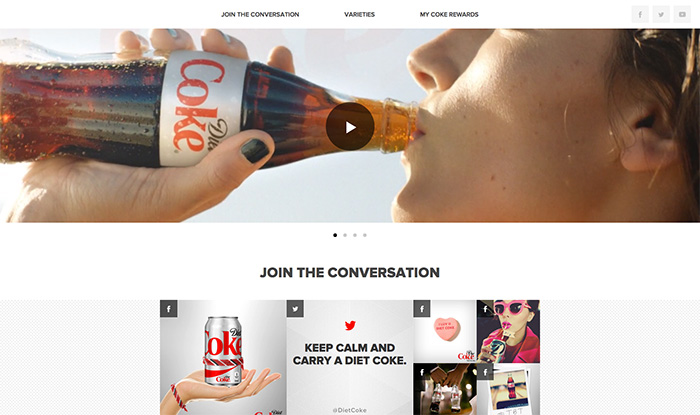 JOIN THE CONVERSATION
VARIETIES
MY COKE REWARDS
Diet
Coke
JOIN THE CONVERSATION
Diet
Coke
KEEP CALM AND
CARRY A DIET COKE.
@DietCoke
Diet
Coke